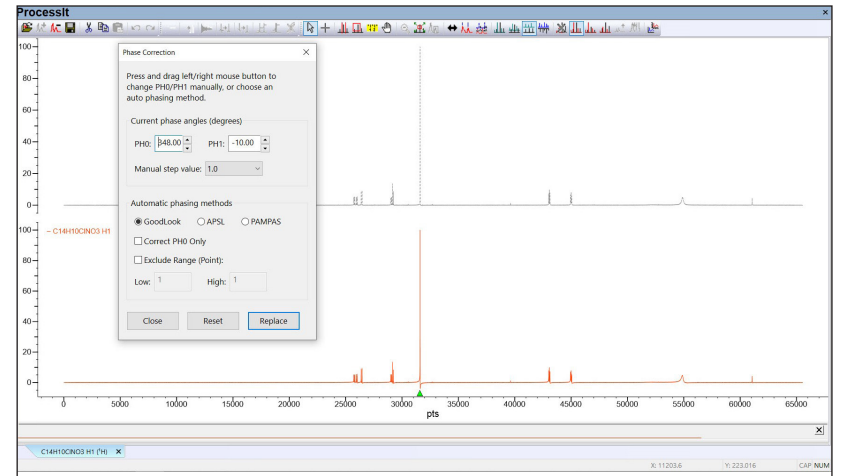 ProcessIt
Phase Correction
Press and drag left/right mouse button to
change PH0/PH1 manually, or choose an
auto phasing method.
Current phase angles (degrees)
PH0: 348.00 PH1: -10.00
Manual step value: 1.0
Automatic phasing methods
GoodLook APSL PAMPAS
Correct PH0 Only
Exclude Range (Point):
Low: 1 High: 1
Close Reset Replace
100
80
60
40
20
0
100 C14H10ClNO3 H1
80
60
40
20
0
0 5000 10000 15000 20000 25000 30000 35000 40000 45000 50000 55000 60000 65000
pts
C14H10ClNO3 H1 (¹H)
X: 11203.6 Y: 223.016 CAP NUM